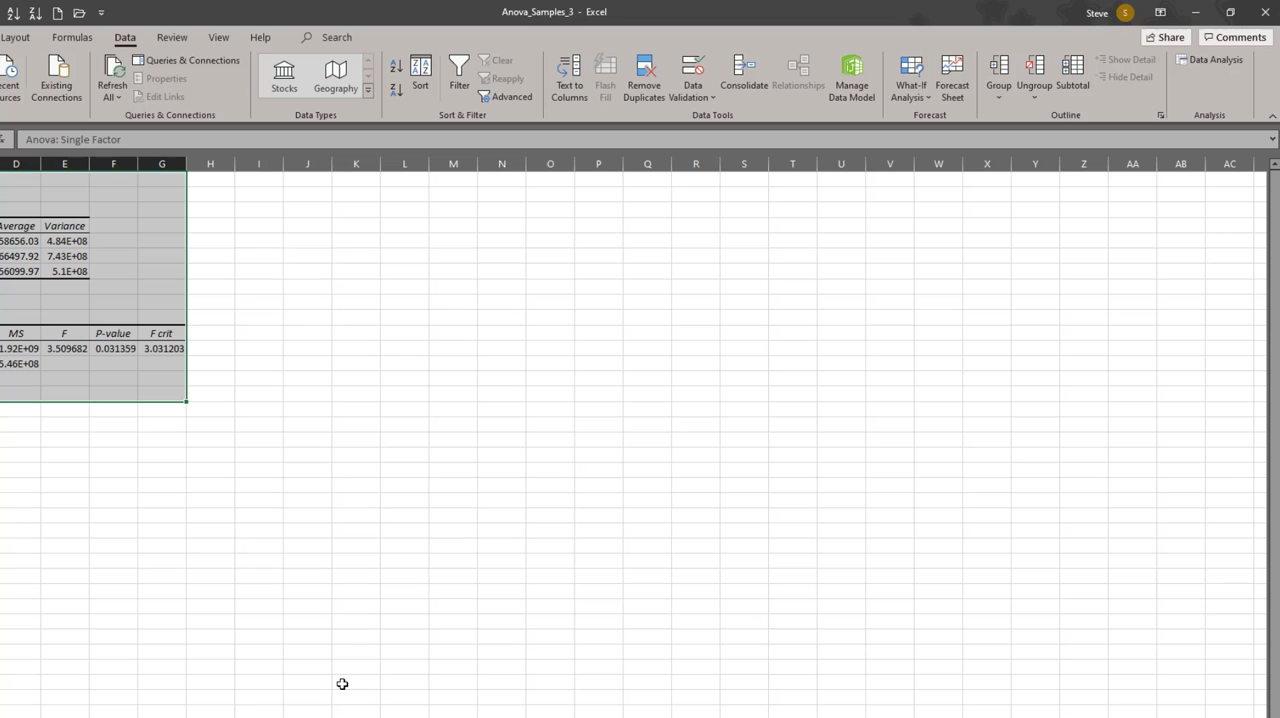 Anova_Samples_3 - Excel
Steve
S
Layout Formulas Data Review View Help Search
Share Comments
Existing Connections
Refresh All
Queries & Connections
Properties
Edit Links
Queries & Connections
Stocks
Geography
Data Types
Sort
Filter
Clear
Reapply
Advanced
Sort & Filter
Text to Columns
Flash Fill
Remove Duplicates
Data Validation
Consolidate
Relationships
Manage Data Model
Data Tools
What-If Analysis
Forecast Sheet
Forecast
Group
Ungroup
Subtotal
Show Detail
Hide Detail
Outline
Data Analysis
Analysis
Anova: Single Factor
D E F G H I J K L M N O P Q R S T U V W X Y Z AA AB AC
Average Variance
58656.03 4.84E+08
66497.92 7.43E+08
56099.97 5.1E+08
MS F P-value F crit
1.92E+09 3.509682 0.031359 3.031203
5.46E+08